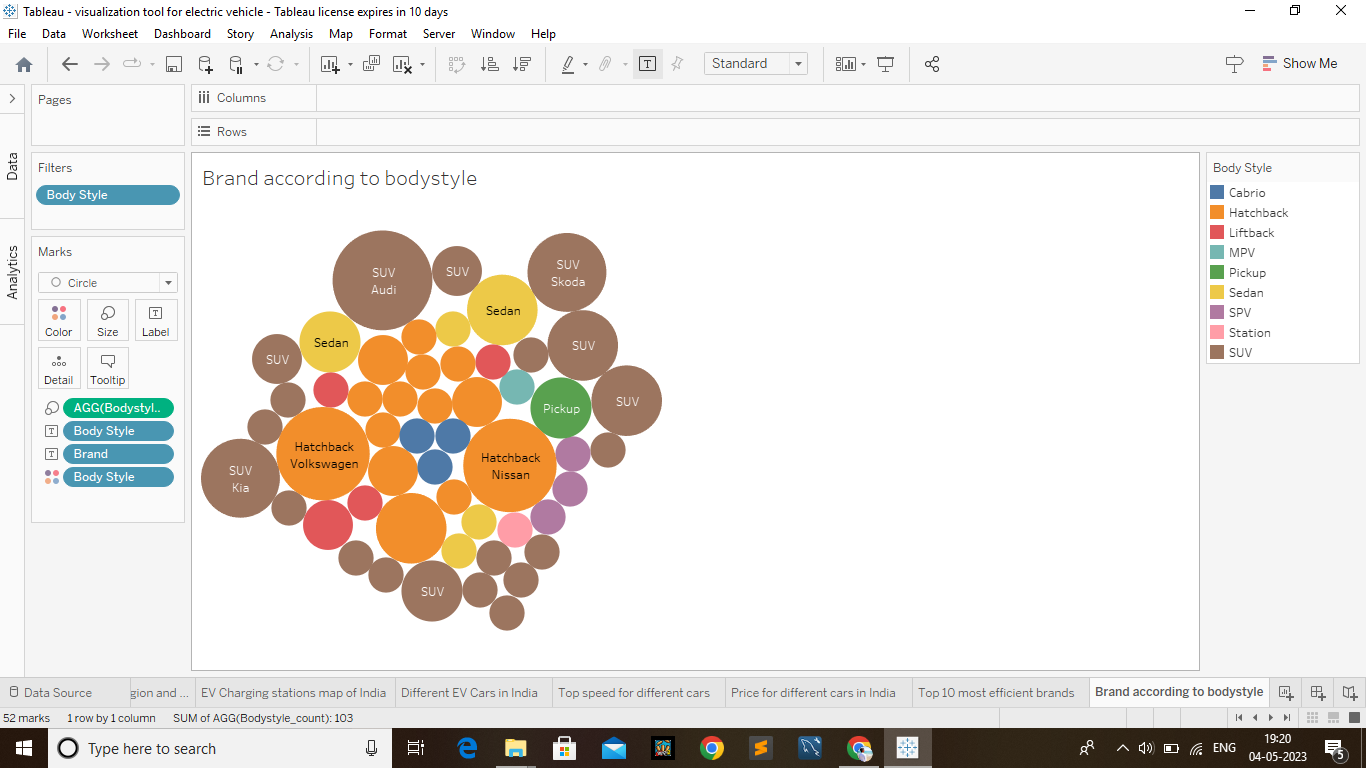 Tableau - visualization tool for electric vehicle - Tableau license expires in 10 days
File Data Worksheet Dashboard Story Analysis Map Format Server Window Help
Standard
Show Me
Pages
Columns
Rows
Data
Analytics
Filters
Body Style
Marks
Circle
Color Size Label
Detail Tooltip
AGG(Bodystyl..
Body Style
Brand
Body Style
Brand according to bodystyle
SUV
Audi
SUV
SUV
Skoda
Sedan
Sedan
SUV
SUV
SUV
Pickup
Hatchback
Volkswagen
Hatchback
Nissan
SUV
Kia
SUV
Body Style
Cabrio
Hatchback
Liftback
MPV
Pickup
Sedan
SPV
Station
SUV
Data Source gion and ... EV Charging stations map of India Different EV Cars in India Top speed for different cars Price for different cars in India Top 10 most efficient brands Brand according to bodystyle
52 marks 1 row by 1 column SUM of AGG(Bodystyle_count): 103
Type here to search
ENG
19:20
04-05-2023
5